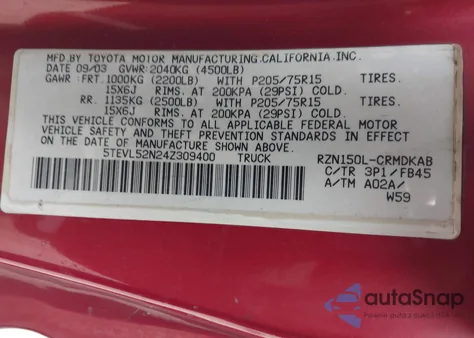 MFD.BY TOYOTA MOTOR MANUFACTURING,CALIFORNIA,INC.
DATE 09/03 GVWR:2040KG (4500LB)
GAWR : FRT. 1000KG (2200LB) WITH P205/75R15 TIRES.
15X6J RIMS. AT 200KPA (29PSI) COLD.
RR. 1135KG (2500LB) WITH P205/75R15 TIRES.
15X6J RIMS. AT 200KPA (29PSI) COLD.
THIS VEHICLE CONFORMS TO ALL APPLICABLE FEDERAL MOTOR
VEHICLE SAFETY AND THEFT PREVENTION STANDARDS IN
EFFECT ON THE DATE OF MANUFACTURE SHOWN ABOVE.
5TEVL52N24Z309400 TRUCK RZN150L-CRMDKAB
C/TR 3P1/FB45
A/TM A02A/
W59
autaSnap